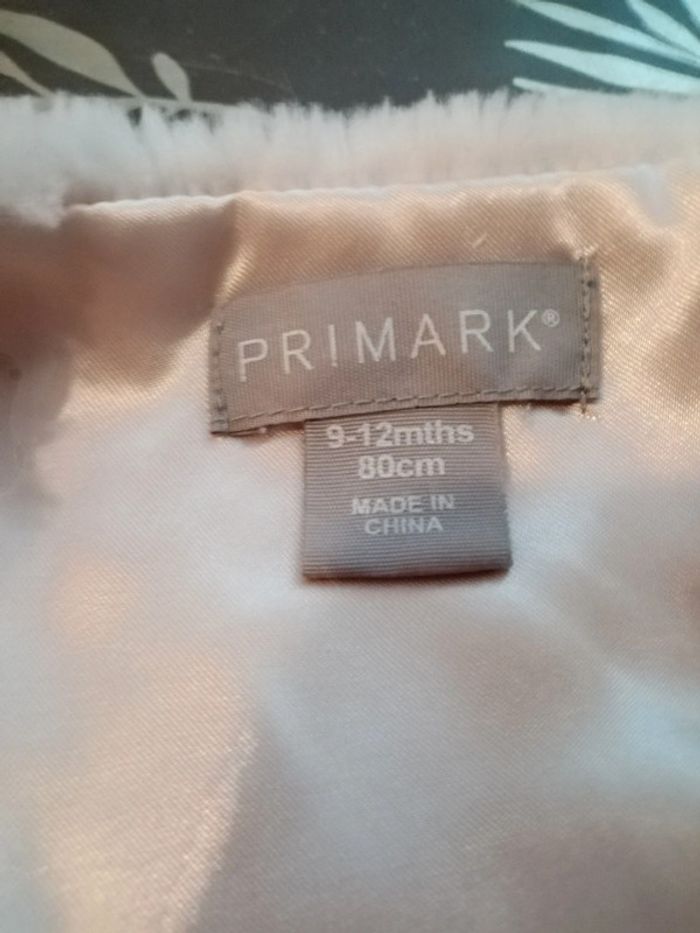 PRIMARK®
9-12mths
80cm
MADE IN
CHINA